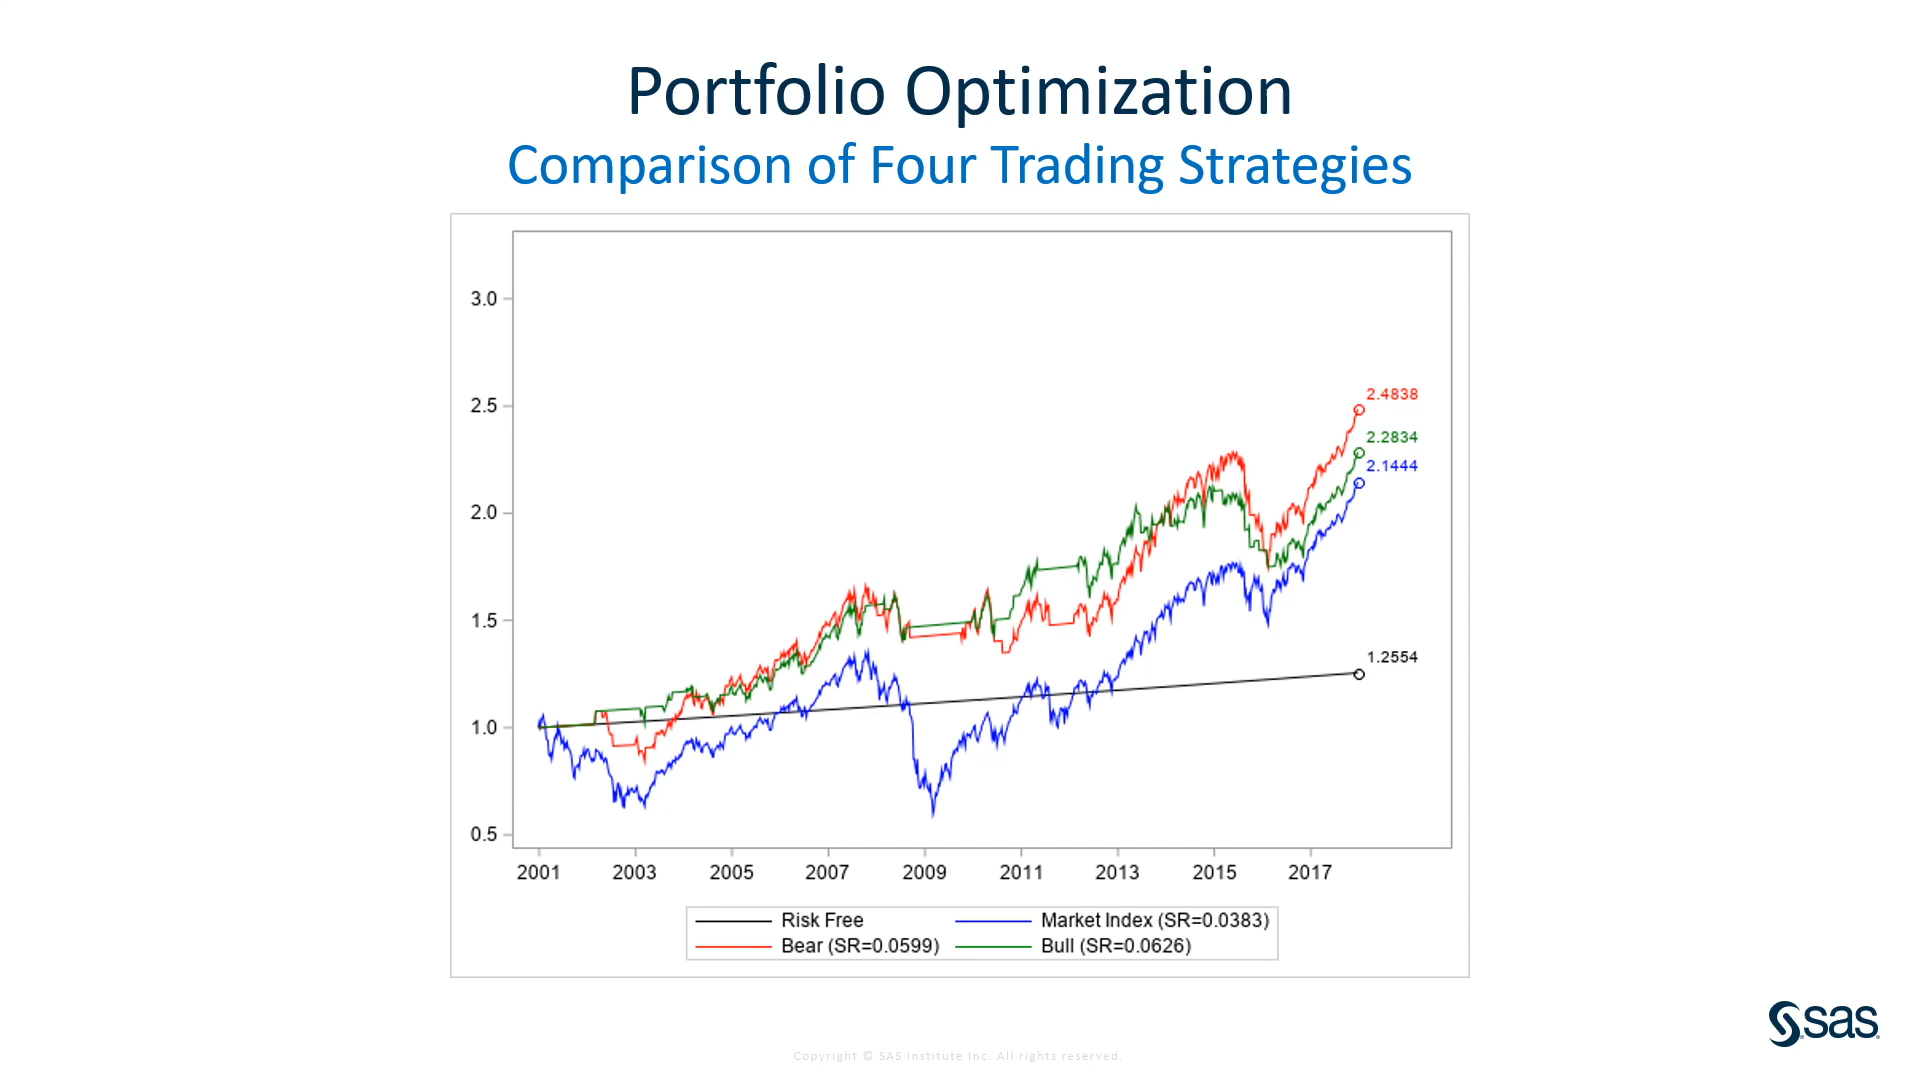 Portfolio Optimization
Comparison of Four Trading Strategies
3.0
2.5
2.0
1.5
1.0
0.5
2.4838
2.2834
2.1444
1.2554
2001 2003 2005 2007 2009 2011 2013 2015 2017
Risk Free Market Index (SR=0.0383)
Bear (SR=0.0599) Bull (SR=0.0626)
sas
Copyright © SAS Institute Inc. All rights reserved.